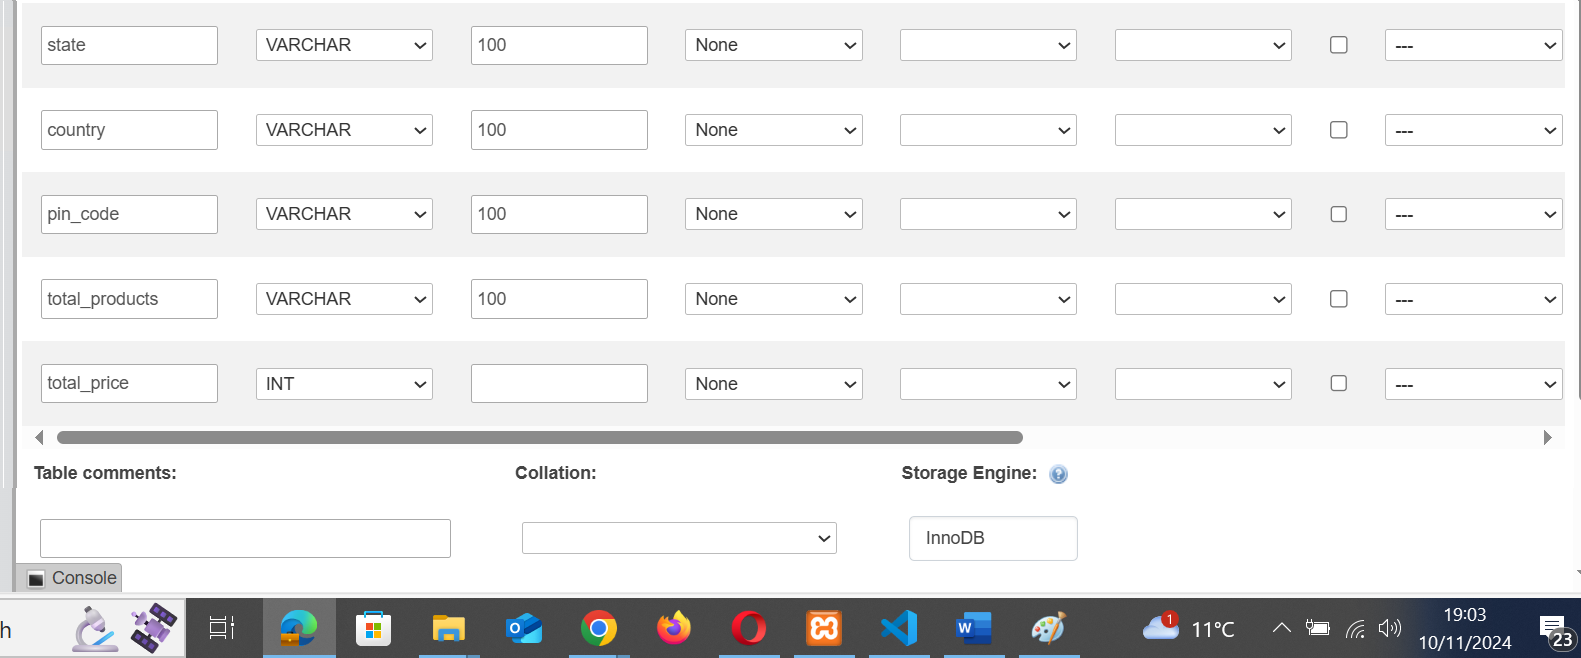 state VARCHAR 100 None ---
country VARCHAR 100 None ---
pin_code VARCHAR 100 None ---
total_products VARCHAR 100 None ---
total_price INT None ---
Table comments: Collation: Storage Engine: ?
InnoDB
Console
h 1 11°C 19:03
10/11/2024 23